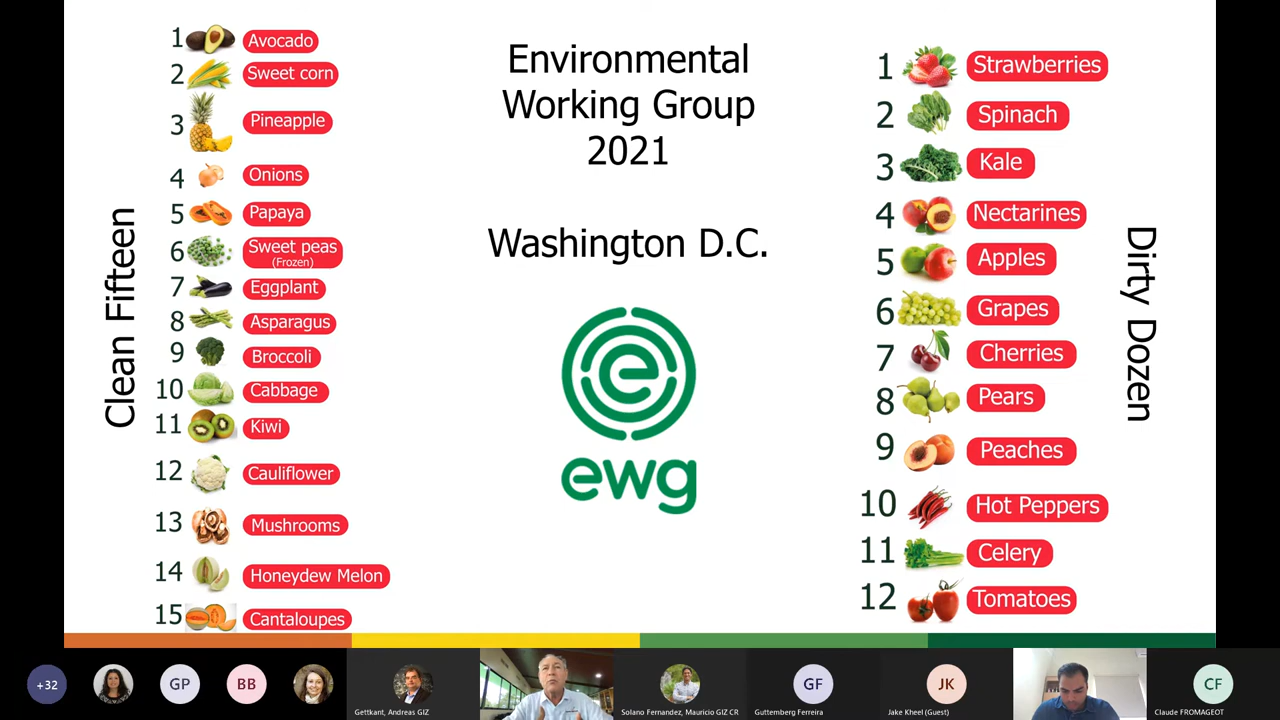 Clean Fifteen
1 Avocado
2 Sweet corn
3 Pineapple
4 Onions
5 Papaya
6 Sweet peas
(Frozen)
7 Eggplant
8 Asparagus
9 Broccoli
10 Cabbage
11 Kiwi
12 Cauliflower
13 Mushrooms
14 Honeydew Melon
15 Cantaloupes
Environmental
Working Group
2021
Washington D.C.
e
ewg
1 Strawberries
2 Spinach
3 Kale
4 Nectarines
5 Apples
6 Grapes
7 Cherries
8 Pears
9 Peaches
10 Hot Peppers
11 Celery
12 Tomatoes
Dirty Dozen
+32
GP
BB
Gettkant, Andreas GIZ
Solano Fernandez, Mauricio GIZ CR
GF
Guttemberg Ferreira
JK
Jake Kheel (Guest)
CF
Claude FROMAGEOT